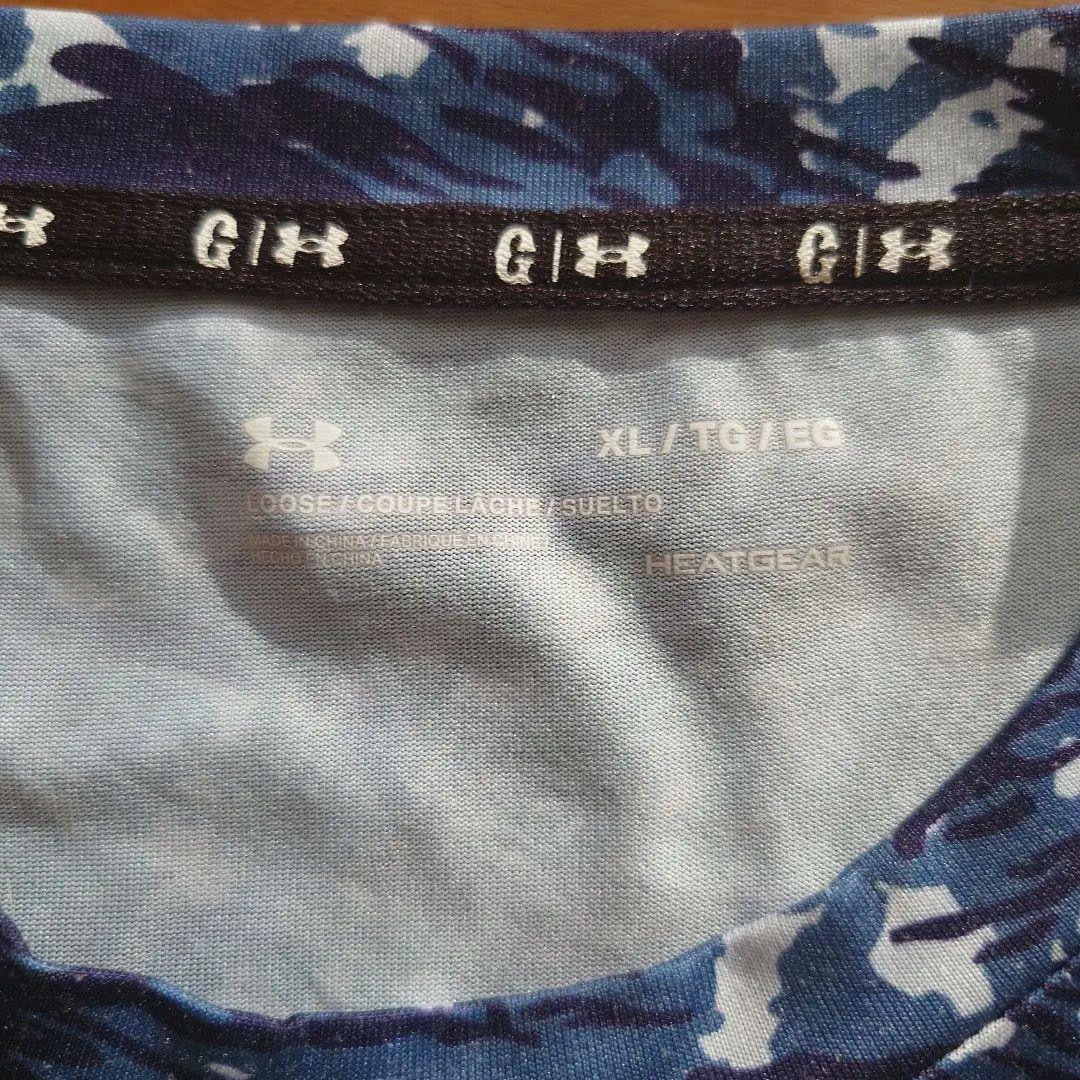 G| G| G|
XL / TG / EG
LOOSE / COUPE LACHE / SUELTO
MADE IN CHINA / FABRIQUE EN CHINE /
HECHO EN CHINA
HEATGEAR